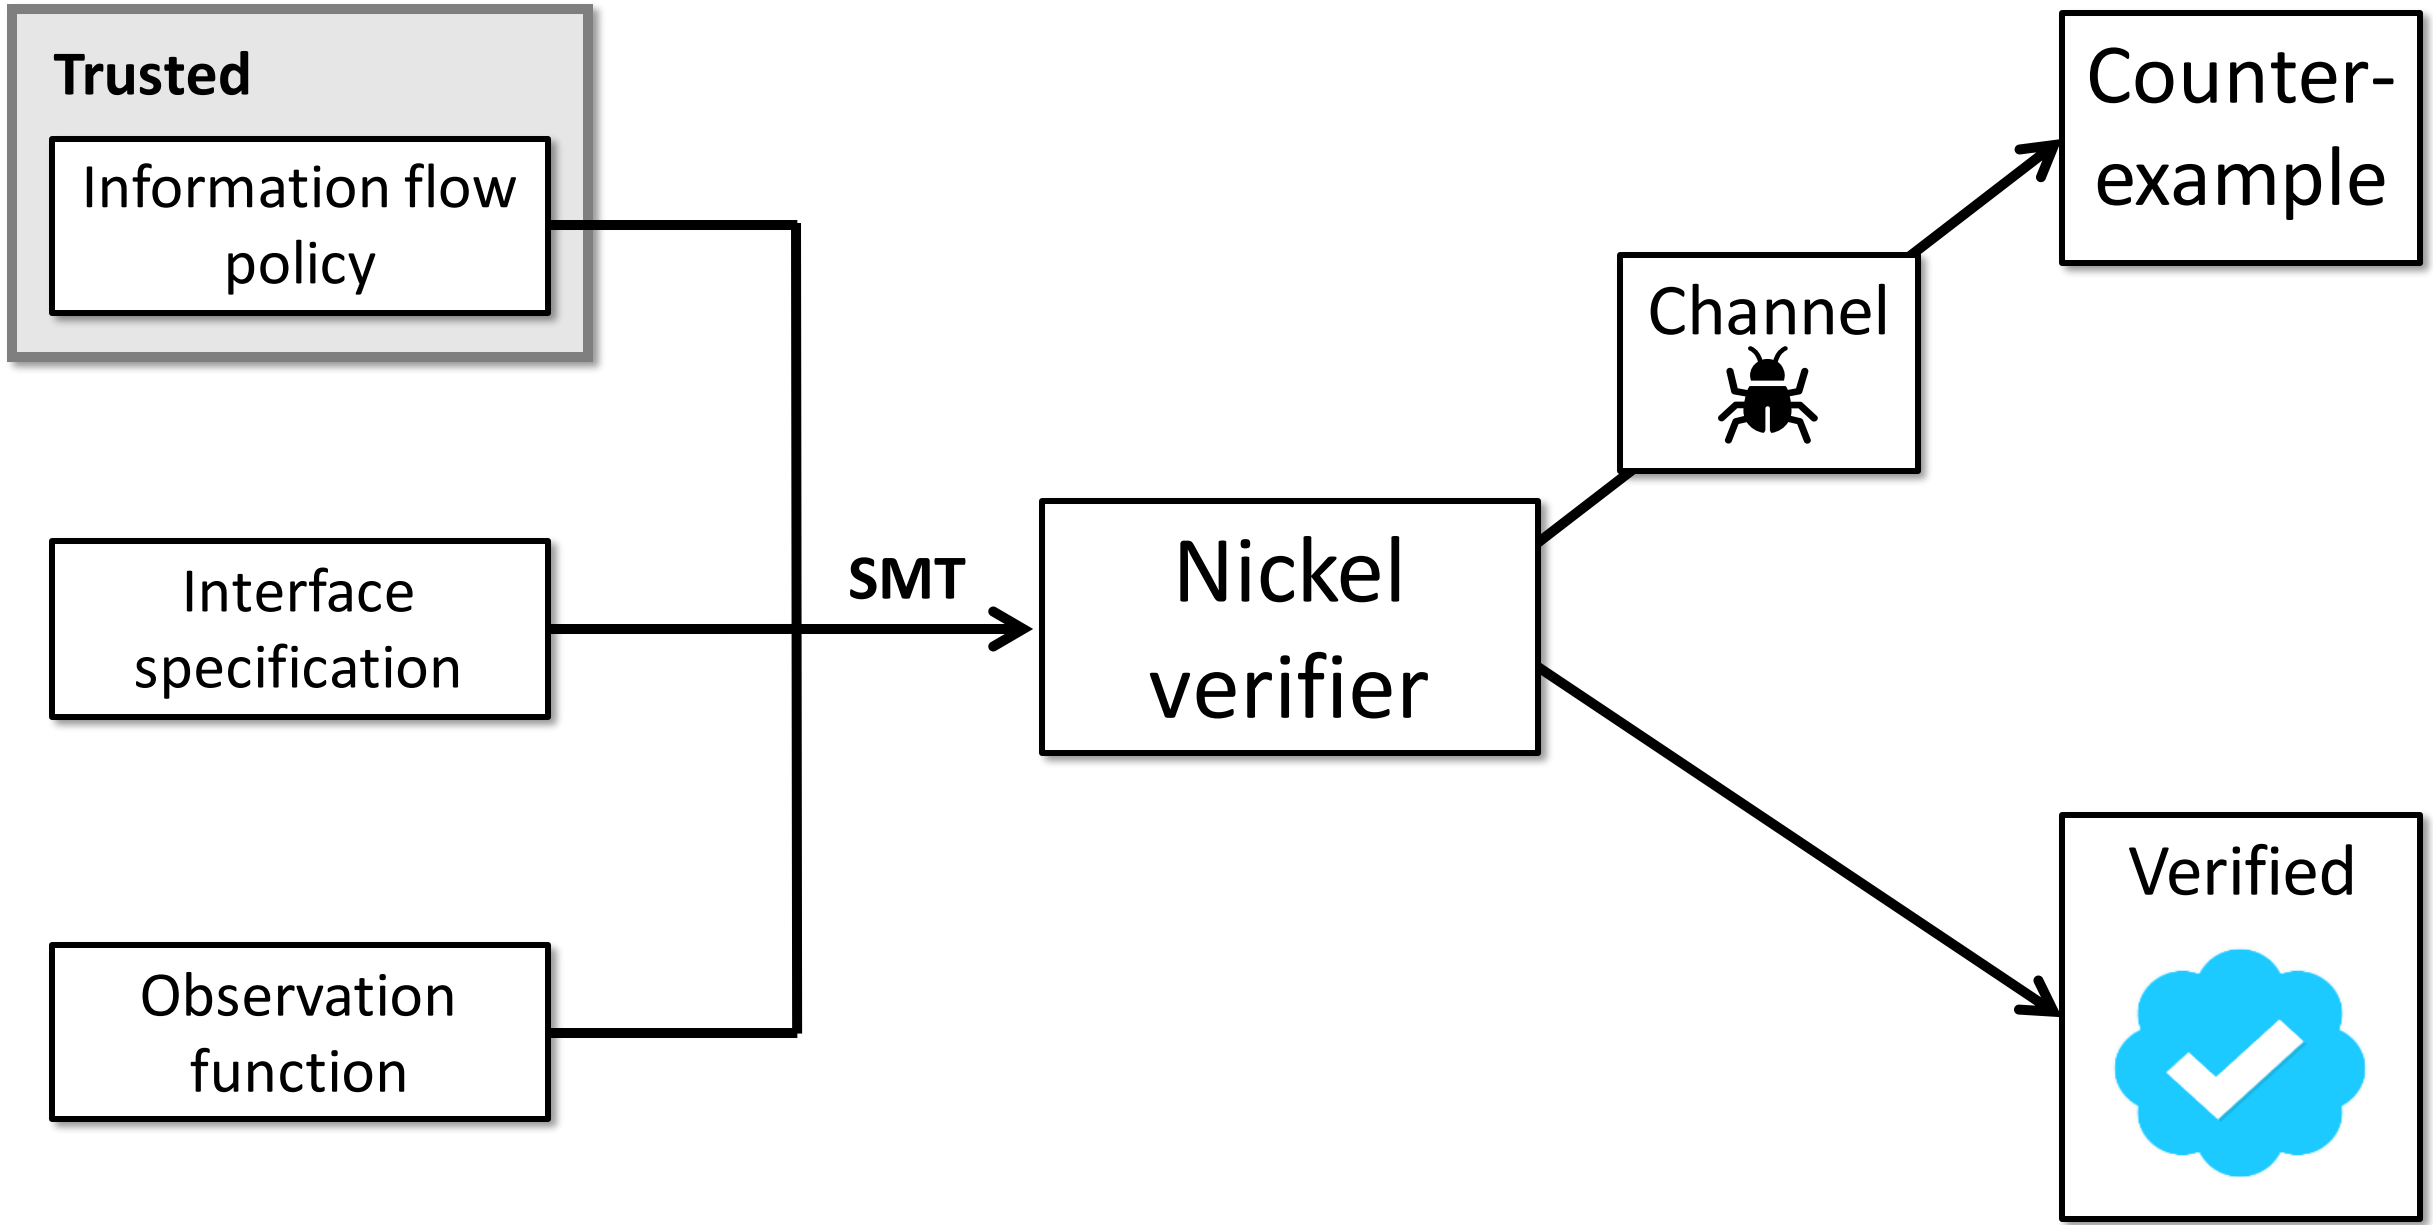 Trusted
Information flow
policy
Interface
specification
Observation
function
SMT
Nickel
verifier
Channel
Counter-
example
Verified